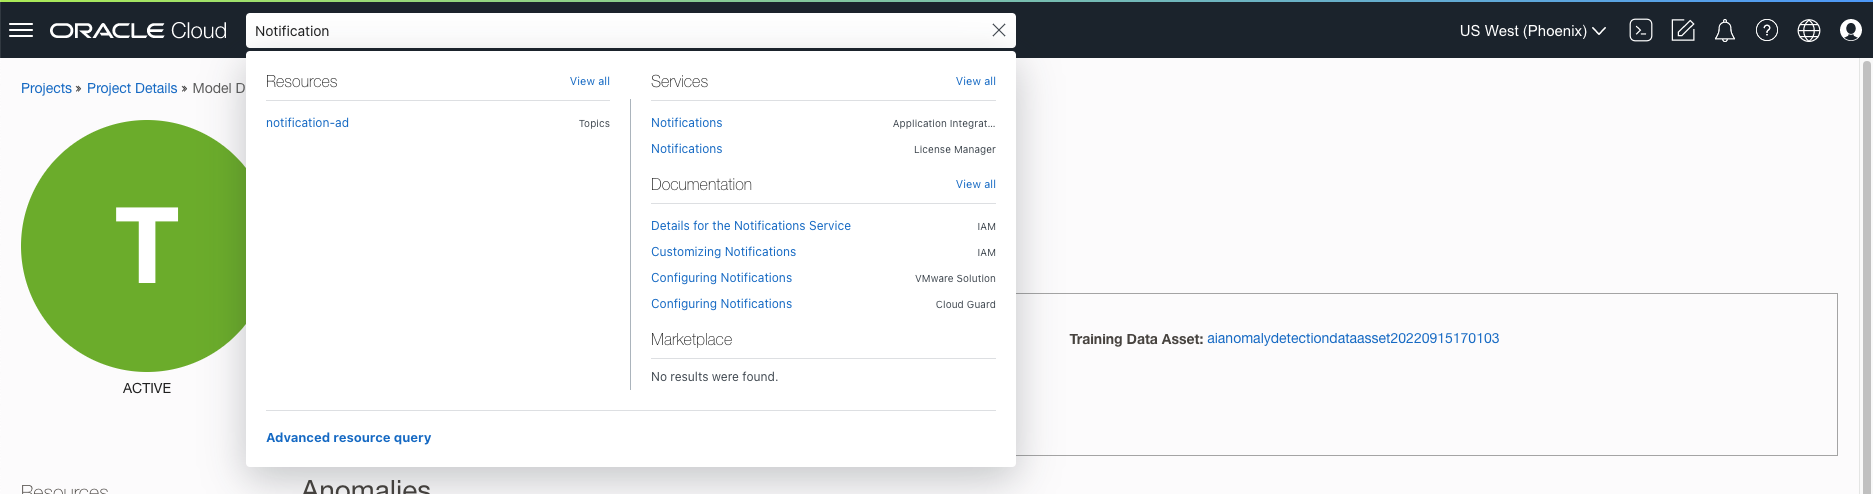 ORACLE Cloud
Notification
US West (Phoenix)
Projects » Project Details » Model D
T
ACTIVE
Resources View all
notification-ad Topics
Services View all
Notifications Application Integrat...
Notifications License Manager
Documentation View all
Details for the Notifications Service IAM
Customizing Notifications IAM
Configuring Notifications VMware Solution
Configuring Notifications Cloud Guard
Marketplace
No results were found.
Advanced resource query
Training Data Asset: aianomalydetectiondataasset20220915170103
Resources
Anomalies